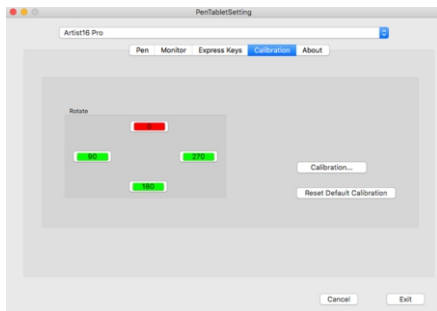 PenTabletSetting
Artist16 Pro
Pen Monitor Express Keys Calibration About
Rotate
0
90 270
Calibration...
180
Reset Default Calibration
Cancel Exit